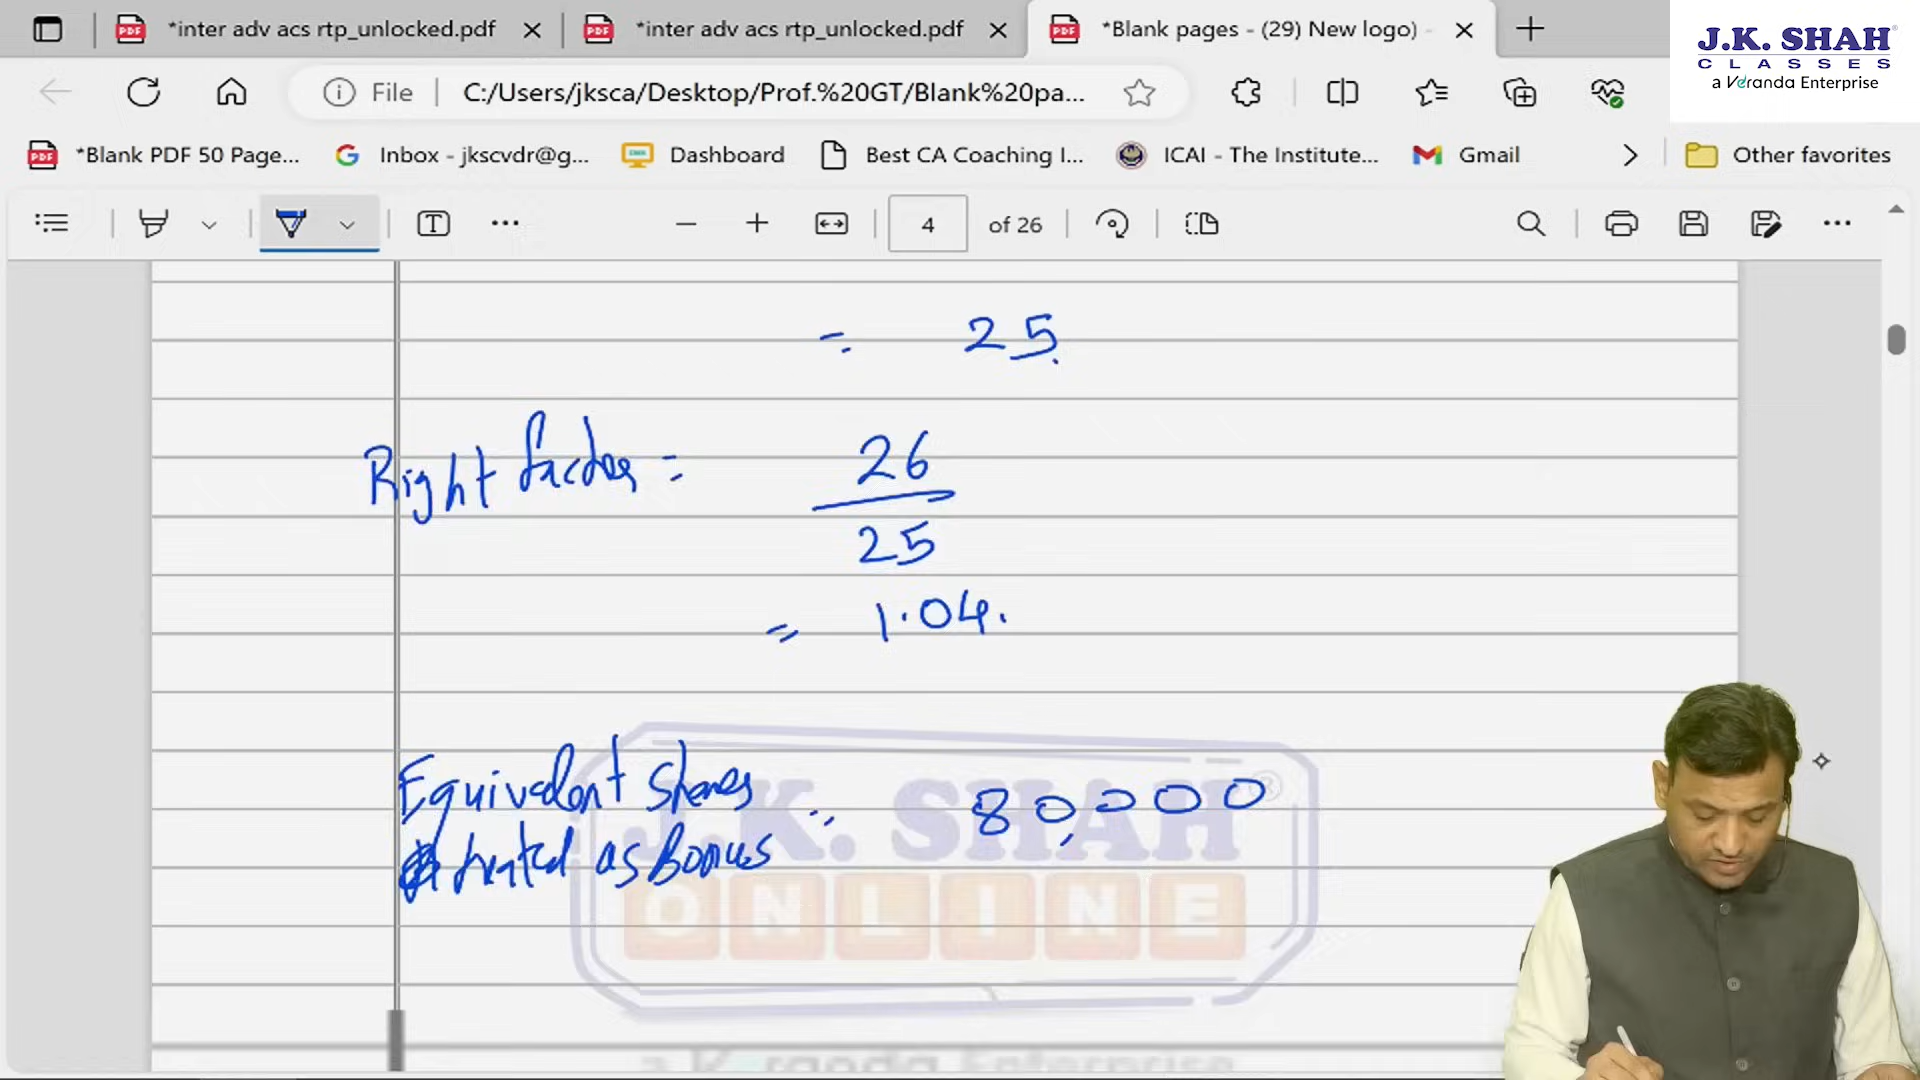 *inter adv acs rtp_unlocked.pdf
*inter adv acs rtp_unlocked.pdf
*Blank pages - (29) New logo) -
J.K. SHAH
CLASSES
a Veranda Enterprise
File
C:/Users/jksca/Desktop/Prof.%20GT/Blank%20pa...
*Blank PDF 50 Page...
Inbox - jkscvdr@g...
Dashboard
Best CA Coaching I...
ICAI - The Institute...
Gmail
Other favorites
4 of 26
= 25.
Right factor =
26
25
= 1.04.
Equivalent Shares = 80,000
treated as Bonus
J.K. SHAH®
ONLINE
a Veranda Enterprise